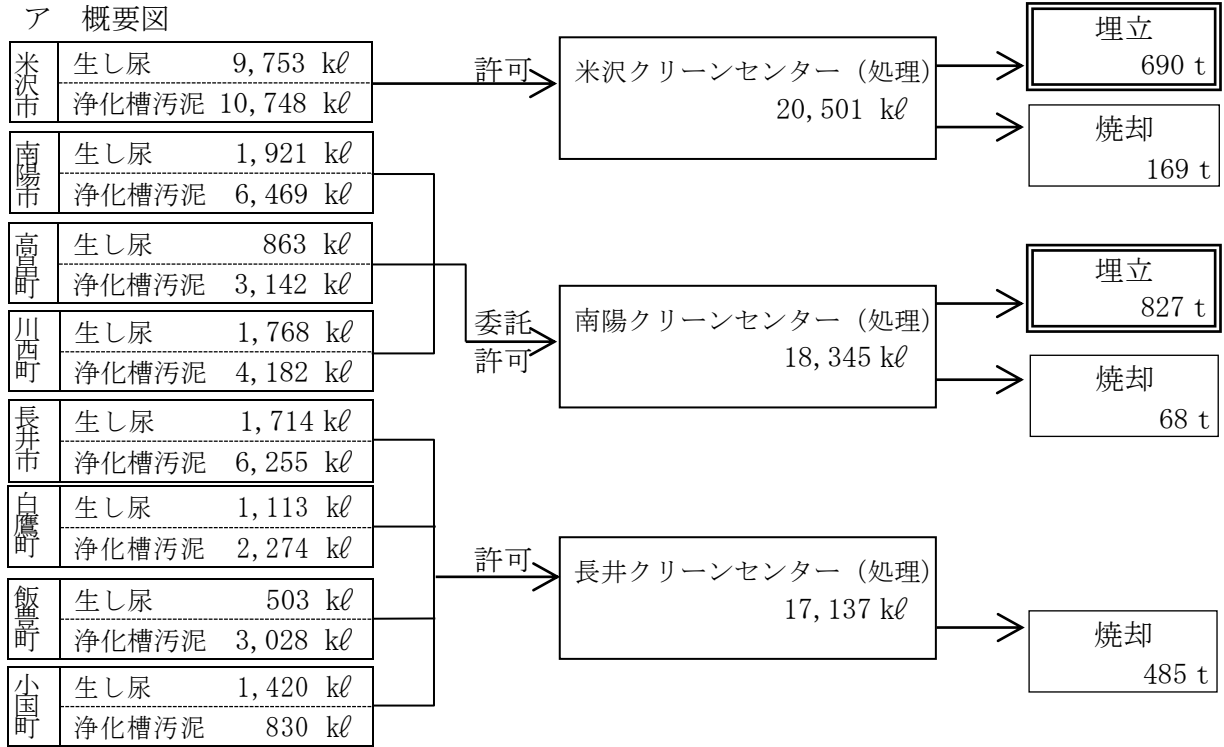 ア 概要図
米沢市
生し尿 9,753 kℓ
浄化槽汚泥 10,748 kℓ
南陽市
生し尿 1,921 kℓ
浄化槽汚泥 6,469 kℓ
高畠町
生し尿 863 kℓ
浄化槽汚泥 3,142 kℓ
川西町
生し尿 1,768 kℓ
浄化槽汚泥 4,182 kℓ
長井市
生し尿 1,714 kℓ
浄化槽汚泥 6,255 kℓ
白鷹町
生し尿 1,113 kℓ
浄化槽汚泥 2,274 kℓ
飯豊町
生し尿 503 kℓ
浄化槽汚泥 3,028 kℓ
小国町
生し尿 1,420 kℓ
浄化槽汚泥 830 kℓ
許可
米沢クリーンセンター（処理）
20,501 kℓ
埋立
690 t
焼却
169 t
委託
許可
南陽クリーンセンター（処理）
18,345 kℓ
埋立
827 t
焼却
68 t
許可
長井クリーンセンター（処理）
17,137 kℓ
焼却
485 t